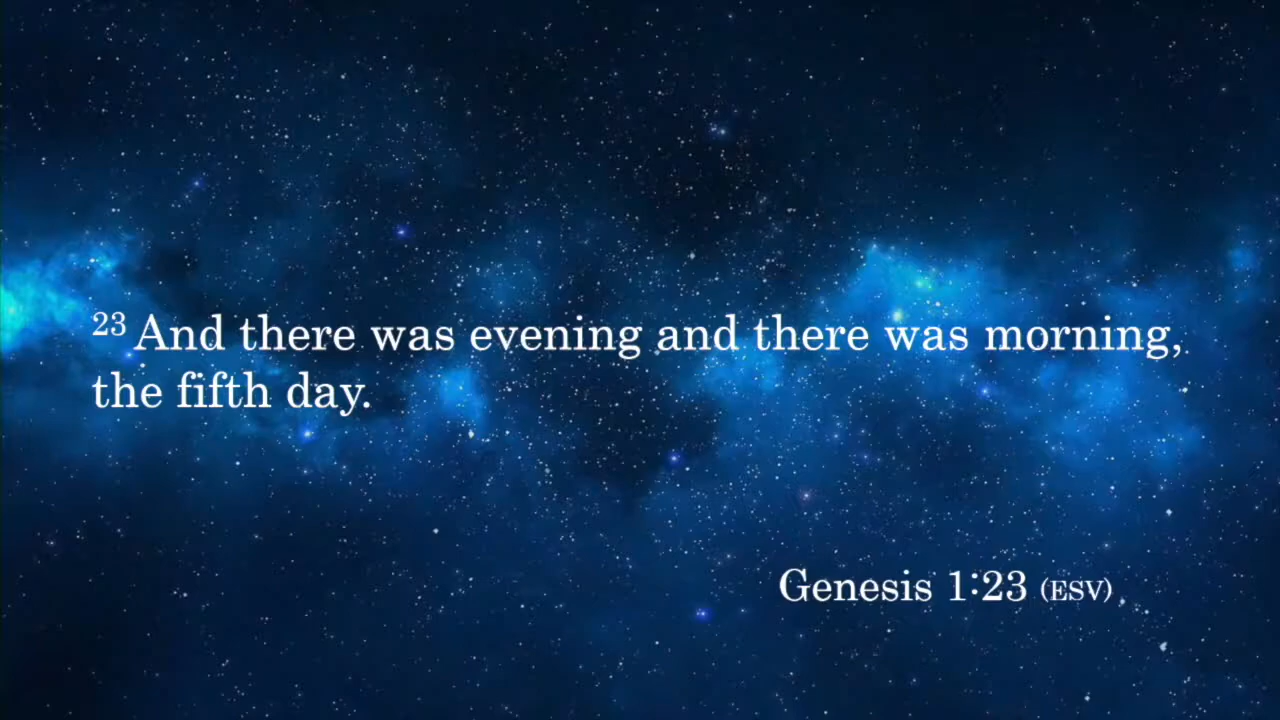 23 And there was evening and there was morning,
the fifth day.
Genesis 1:23 (ESV)